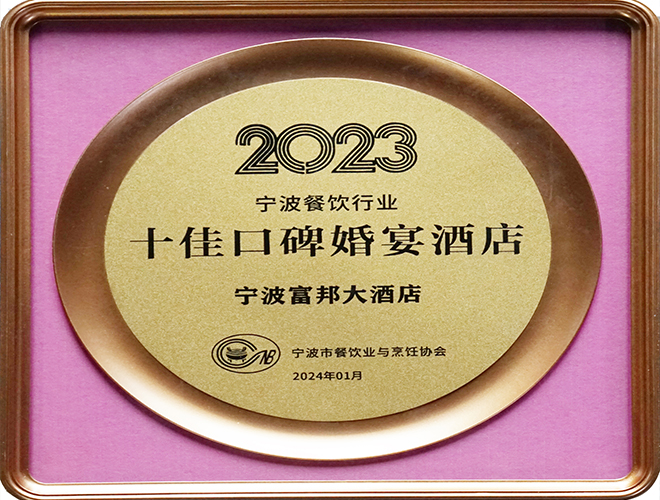 2023
宁波餐饮行业
十佳口碑婚宴酒店
宁波富邦大酒店
NB
宁波市餐饮业与烹饪协会
2024年01月